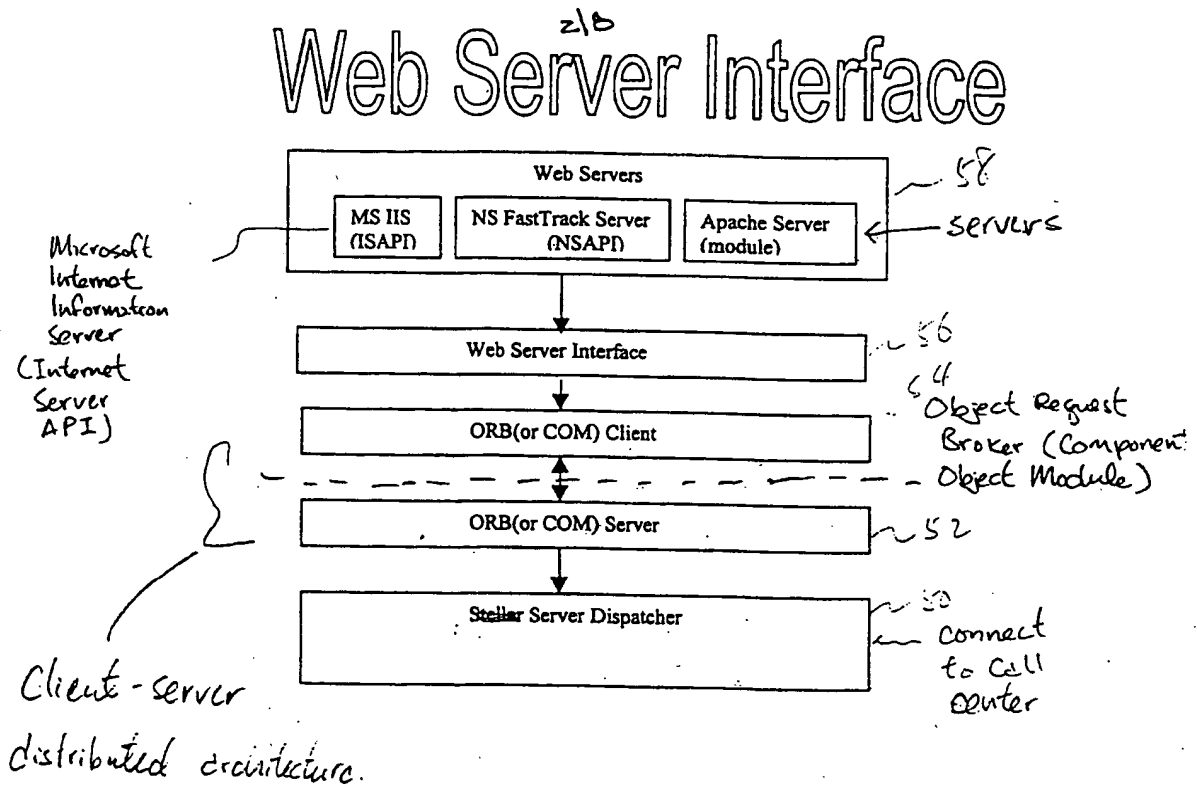 2/8
Web Server Interface
Web Servers
58
MS IIS
(ISAPI)
NS FastTrack Server
(NSAPI)
Apache Server
(module)
servers
Microsoft
Internet
Information
Server
(Internet
Server
API)
Web Server Interface
56
ORB(or COM) Client
54
Object Request
Broker (Component
Object Module)
ORB(or COM) Server
52
Stellar Server Dispatcher
50
connect
to Call
Center
Client-server
distributed architecture.